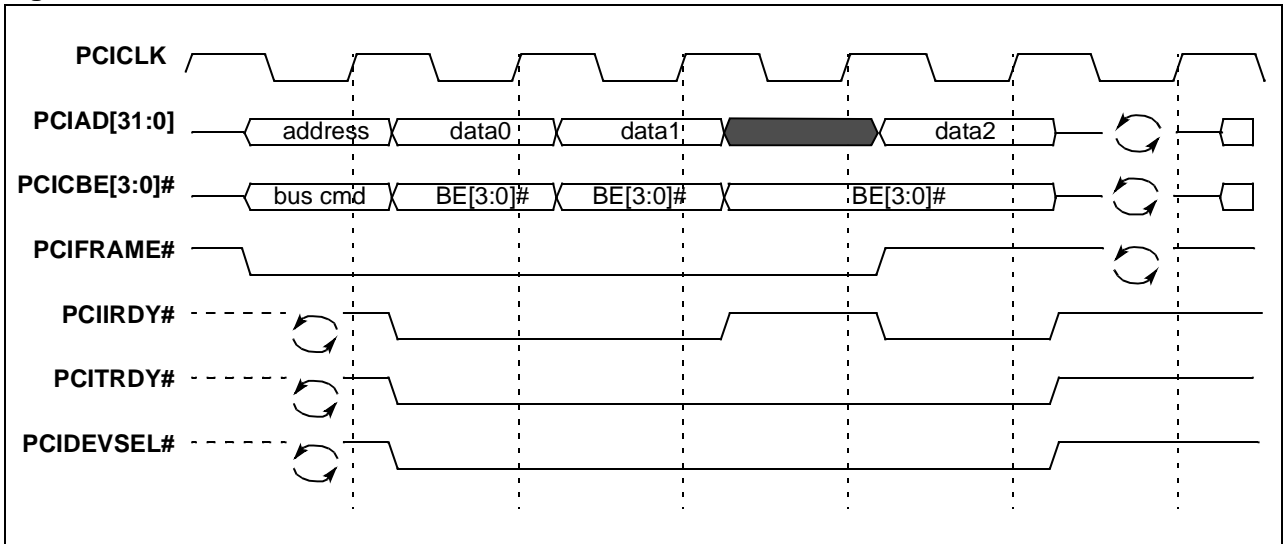 PCICLK
PCIAD[31:0] address data0 data1 data2
PCICBE[3:0]# bus cmd BE[3:0]# BE[3:0]# BE[3:0]#
PCIFRAME#
PCIIRDY#
PCITRDY#
PCIDEVSEL#